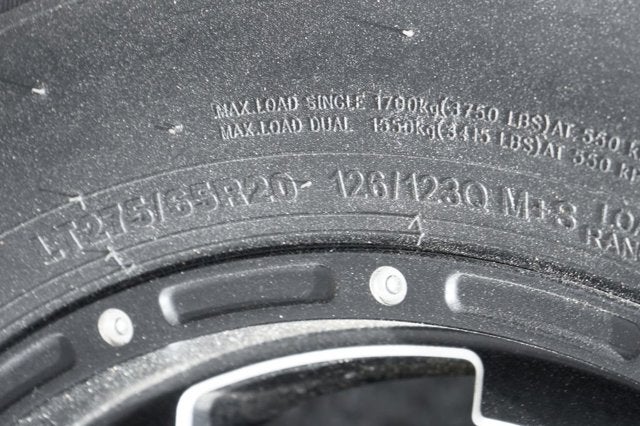 MAX.LOAD SINGLE 1700Kg(3750 LBS)AT 550
MAX.LOAD DUAL 1550Kg(3415 LBS)AT 550
LT275/65R20 126/123Q M+S